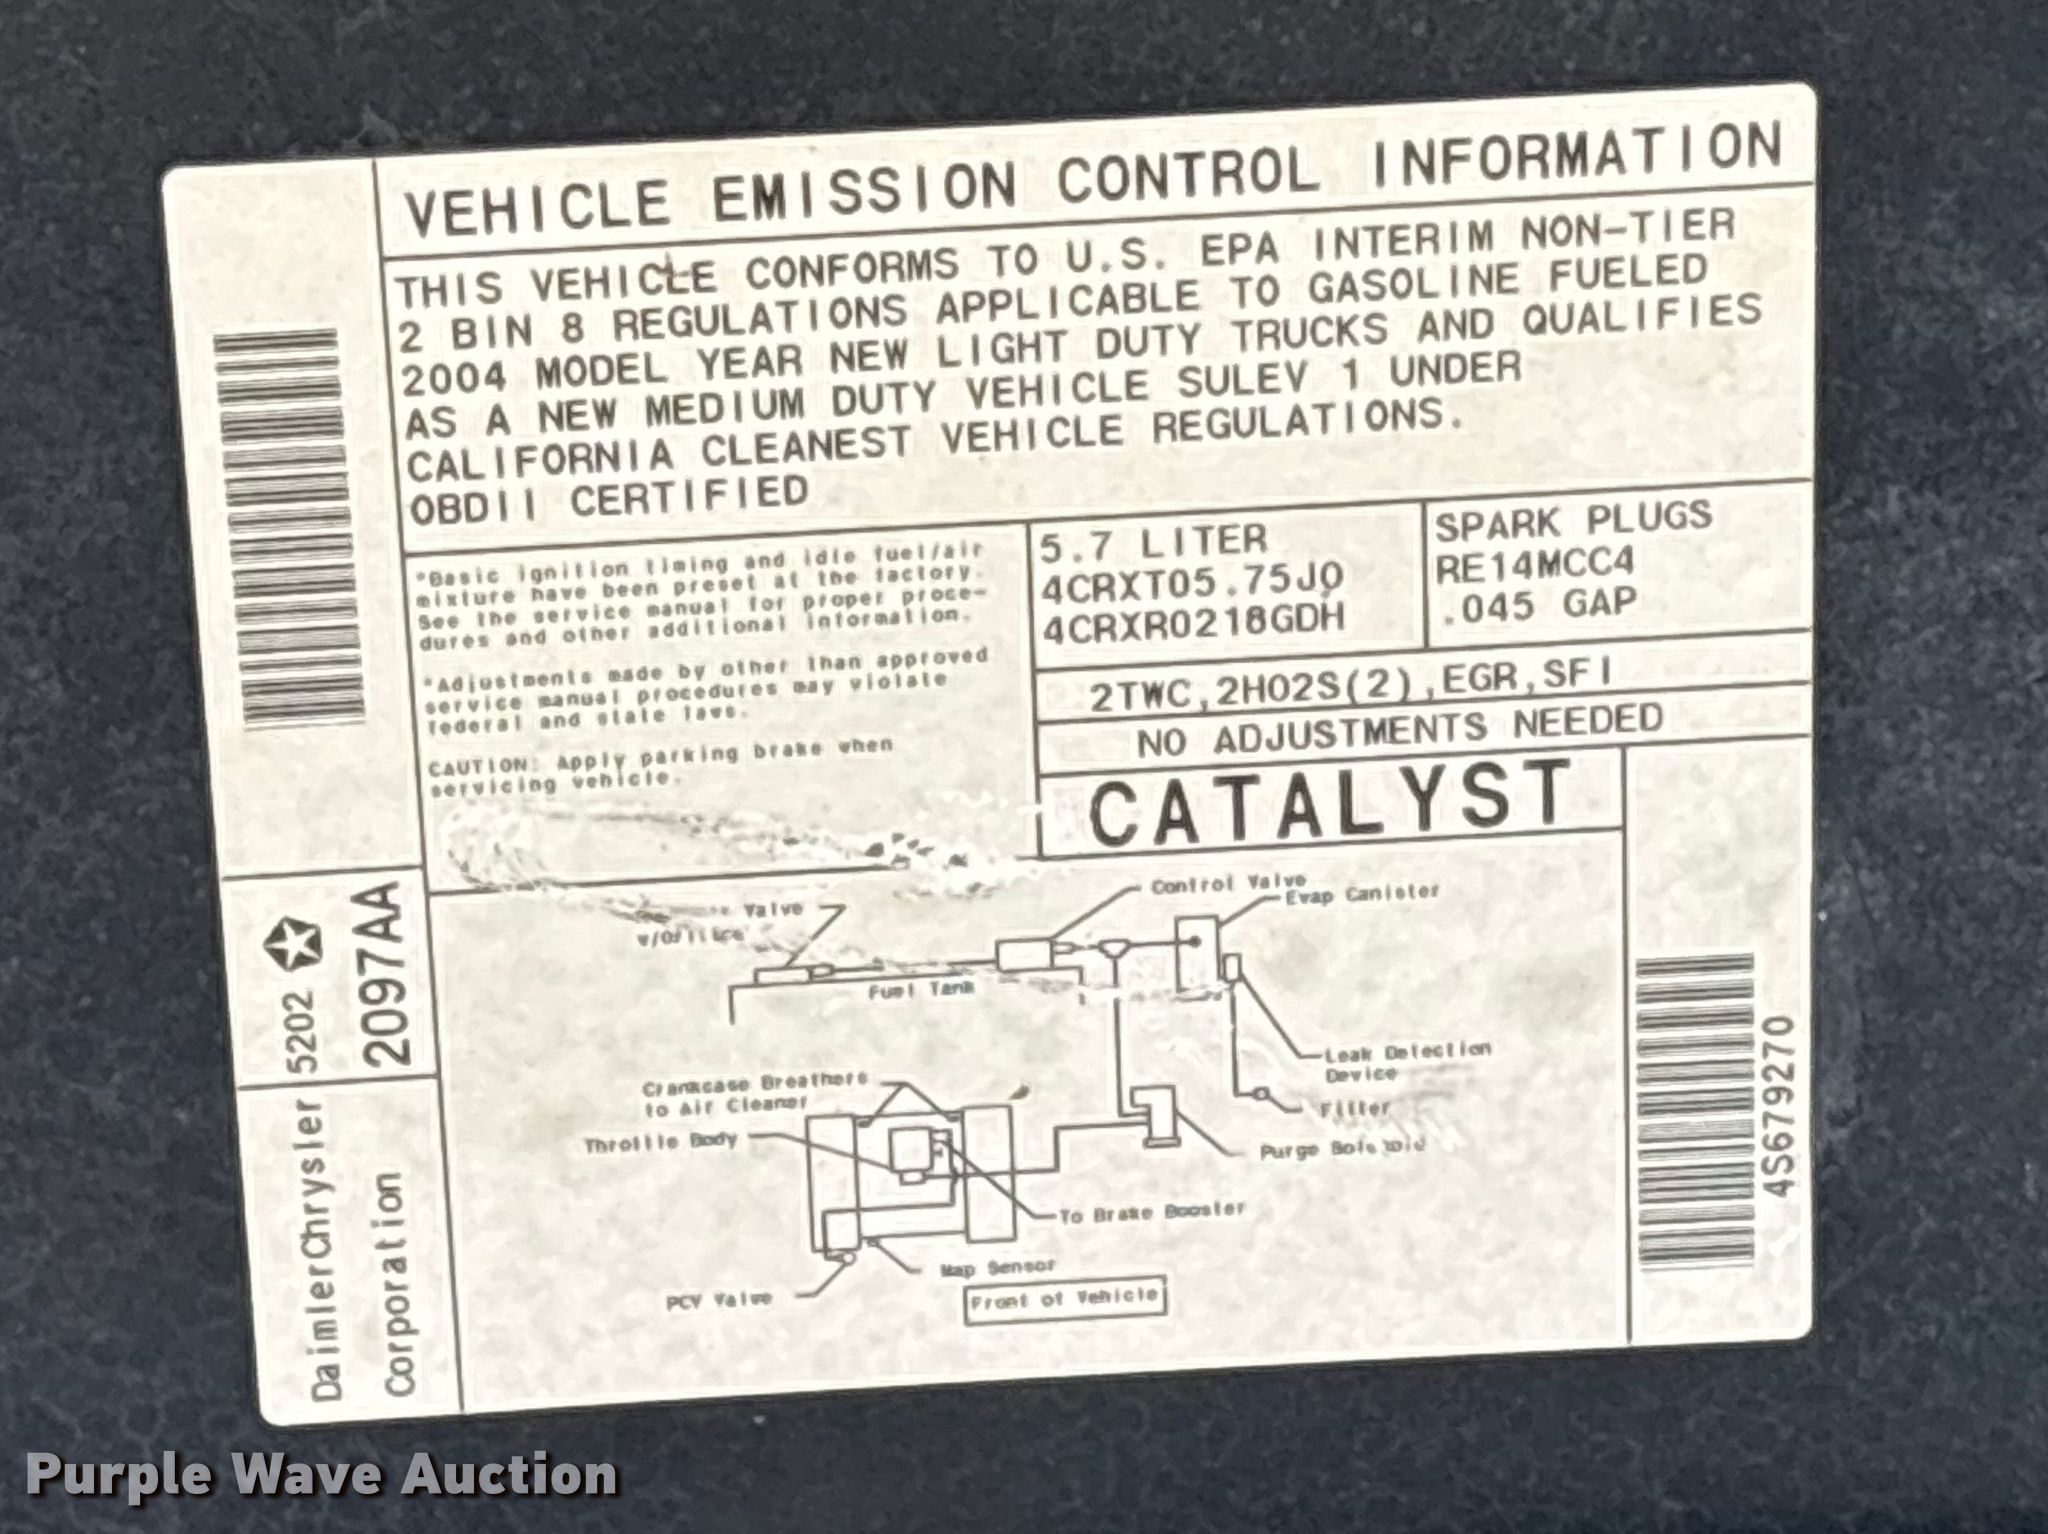 VEHICLE EMISSION CONTROL INFORMATION
THIS VEHICLE CONFORMS TO U.S. EPA INTERIM NON-TIER
2 BIN 8 REGULATIONS APPLICABLE TO GASOLINE FUELED
2004 MODEL YEAR NEW LIGHT DUTY TRUCKS AND QUALIFIES
AS A NEW MEDIUM DUTY VEHICLE SULEV 1 UNDER
CALIFORNIA CLEANEST VEHICLE REGULATIONS.
OBDII CERTIFIED
*Basic ignition timing and idle fuel/air
mixture have been preset at the factory.
See the service manual for proper proce-
dures and other additional information.
*Adjustments made by other than approved
service manual procedures may violate
federal and state laws.
CAUTION: Apply parking brake when
servicing vehicle.
5.7 LITER
4CRXT05.75J0
4CRXR0218GDH
SPARK PLUGS
RE14MCC4
.045 GAP
2TWC,2HO2S(2),EGR,SFI
NO ADJUSTMENTS NEEDED
CATALYST
Control Valve
Evap Canister
Valve
w/Orifice
Fuel Tank
Leak Detection
Device
Filter
Purge Solenoid
Crankcase Breathers
to Air Cleaner
Throttle Body
To Brake Booster
Map Sensor
PCV Valve
Front of Vehicle
5202
2097AA
DaimlerChrysler
Corporation
4S679270
Purple Wave Auction